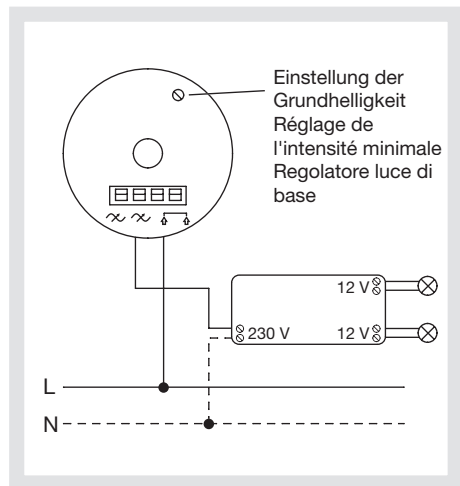 Einstellung der
Grundhelligkeit
Réglage de
l'intensité minimale
Regolatore luce di
base
12 V
230 V
12 V
L
N